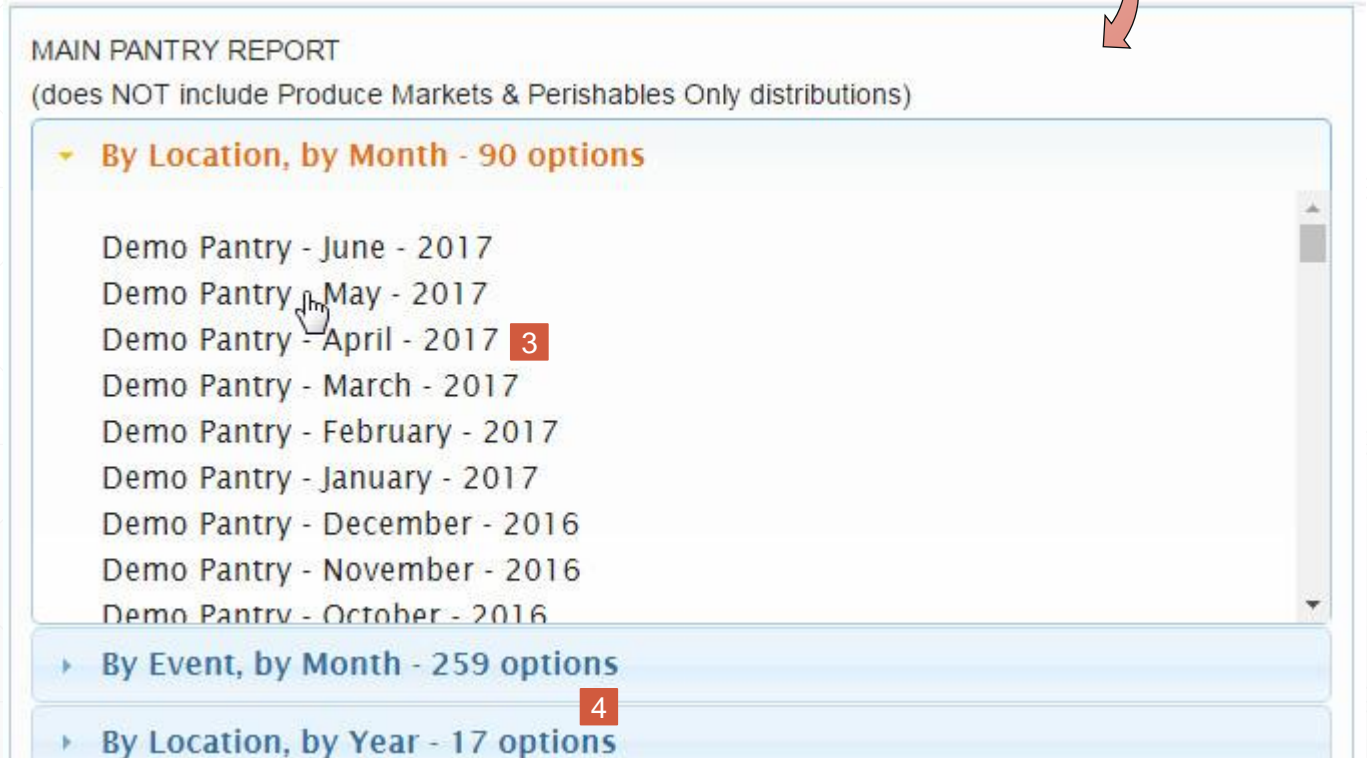 MAIN PANTRY REPORT
(does NOT include Produce Markets & Perishables Only distributions)
By Location, by Month - 90 options
Demo Pantry - June - 2017
Demo Pantry - May - 2017
Demo Pantry - April - 2017 3
Demo Pantry - March - 2017
Demo Pantry - February - 2017
Demo Pantry - January - 2017
Demo Pantry - December - 2016
Demo Pantry - November - 2016
Demo Pantry - October - 2016
By Event, by Month - 259 options
4
By Location, by Year - 17 options